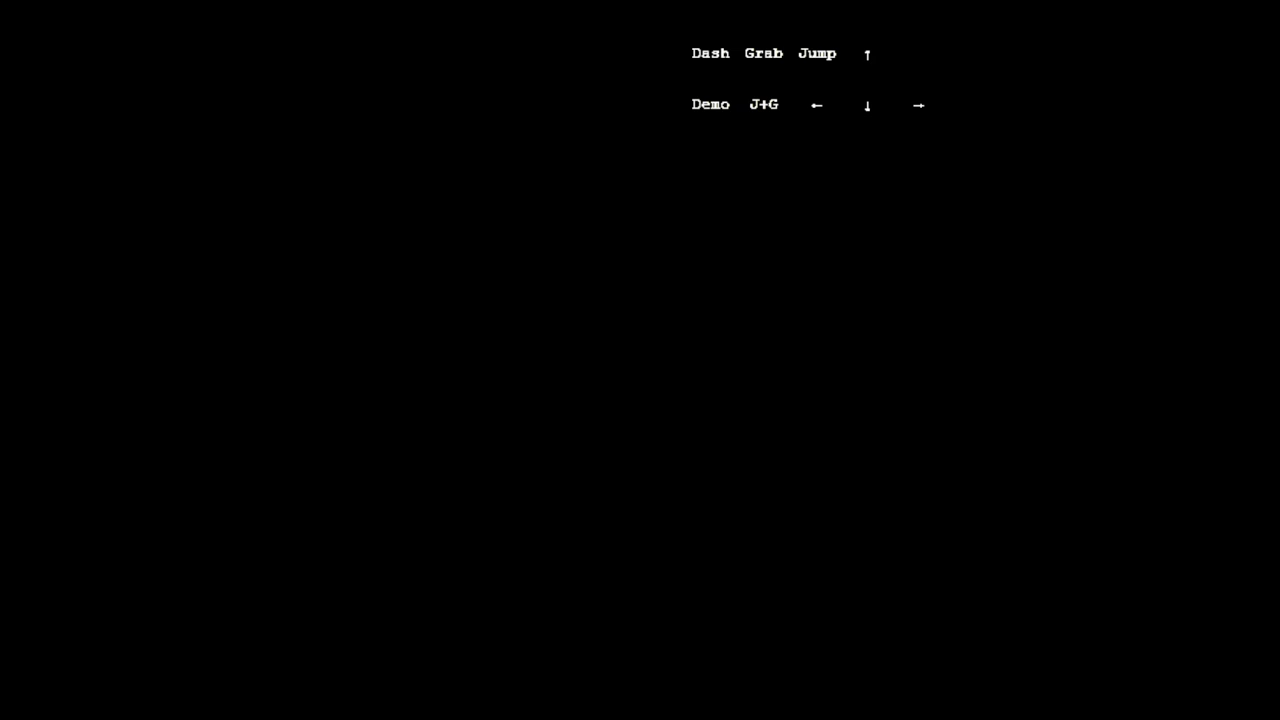 Dash Grab Jump ↑
Demo J+G ← ↓ →